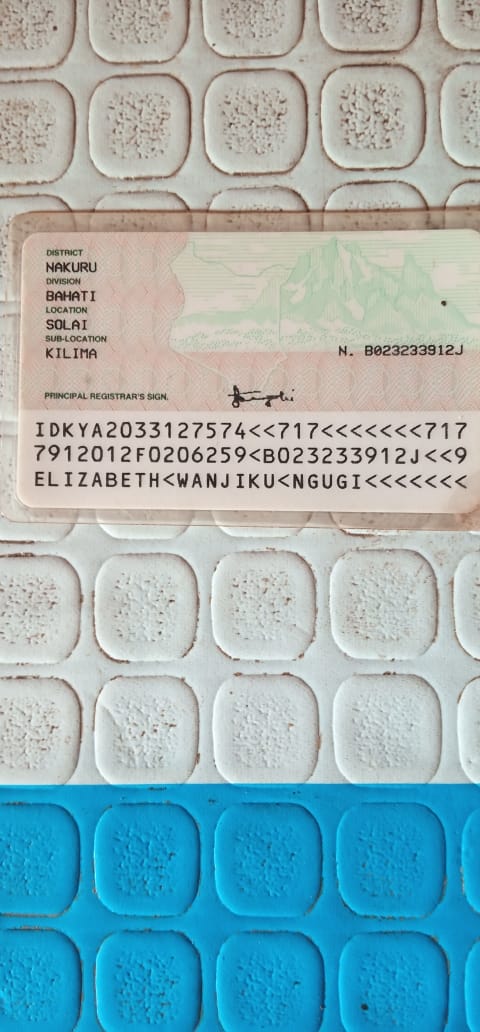 DISTRICT
NAKURU
DIVISION
BAHATI
LOCATION
SOLAI
SUB-LOCATION
KILIMA
N. B023233912J
PRINCIPAL REGISTRAR'S SIGN.
IDKYA2033127574<<717<<<<<<<717
7912012F0206259<B023233912J<<9
ELIZABETH<WANJIKU<NGUGI<<<<<<<